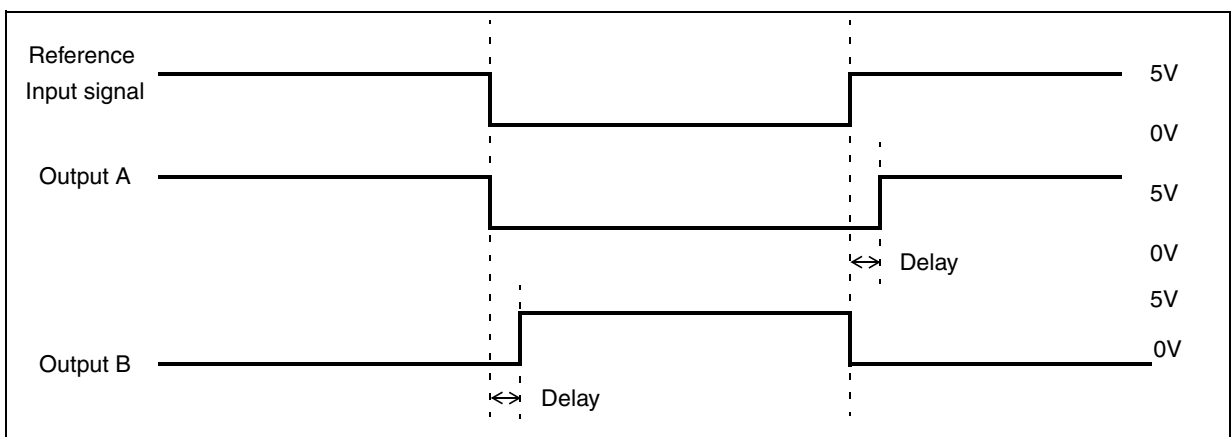 Reference
Input signal
5V
0V
Output A
5V
0V
Delay
5V
Output B
0V
Delay